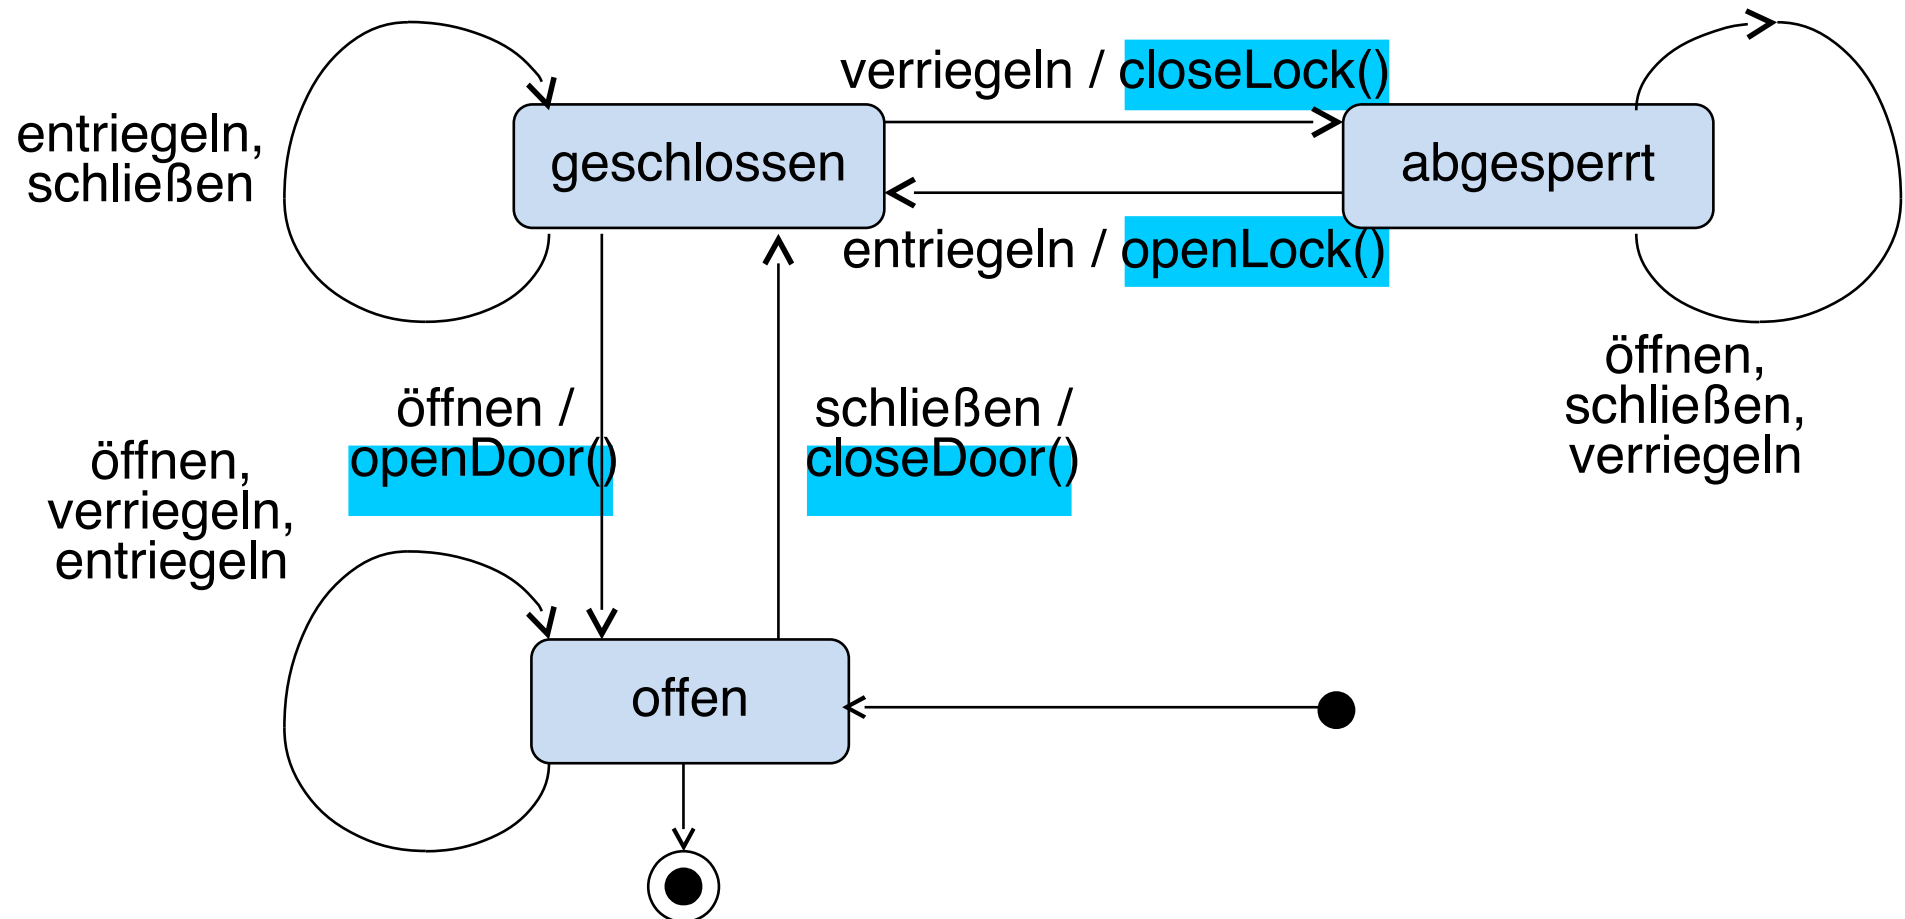 verriegeln / closeLock()
entriegeln,
schließen
geschlossen
abgesperrt
entriegeln / openLock()
öffnen,
schließen,
verriegeln
öffnen /
openDoor()
schließen /
closeDoor()
öffnen,
verriegeln,
entriegeln
offen